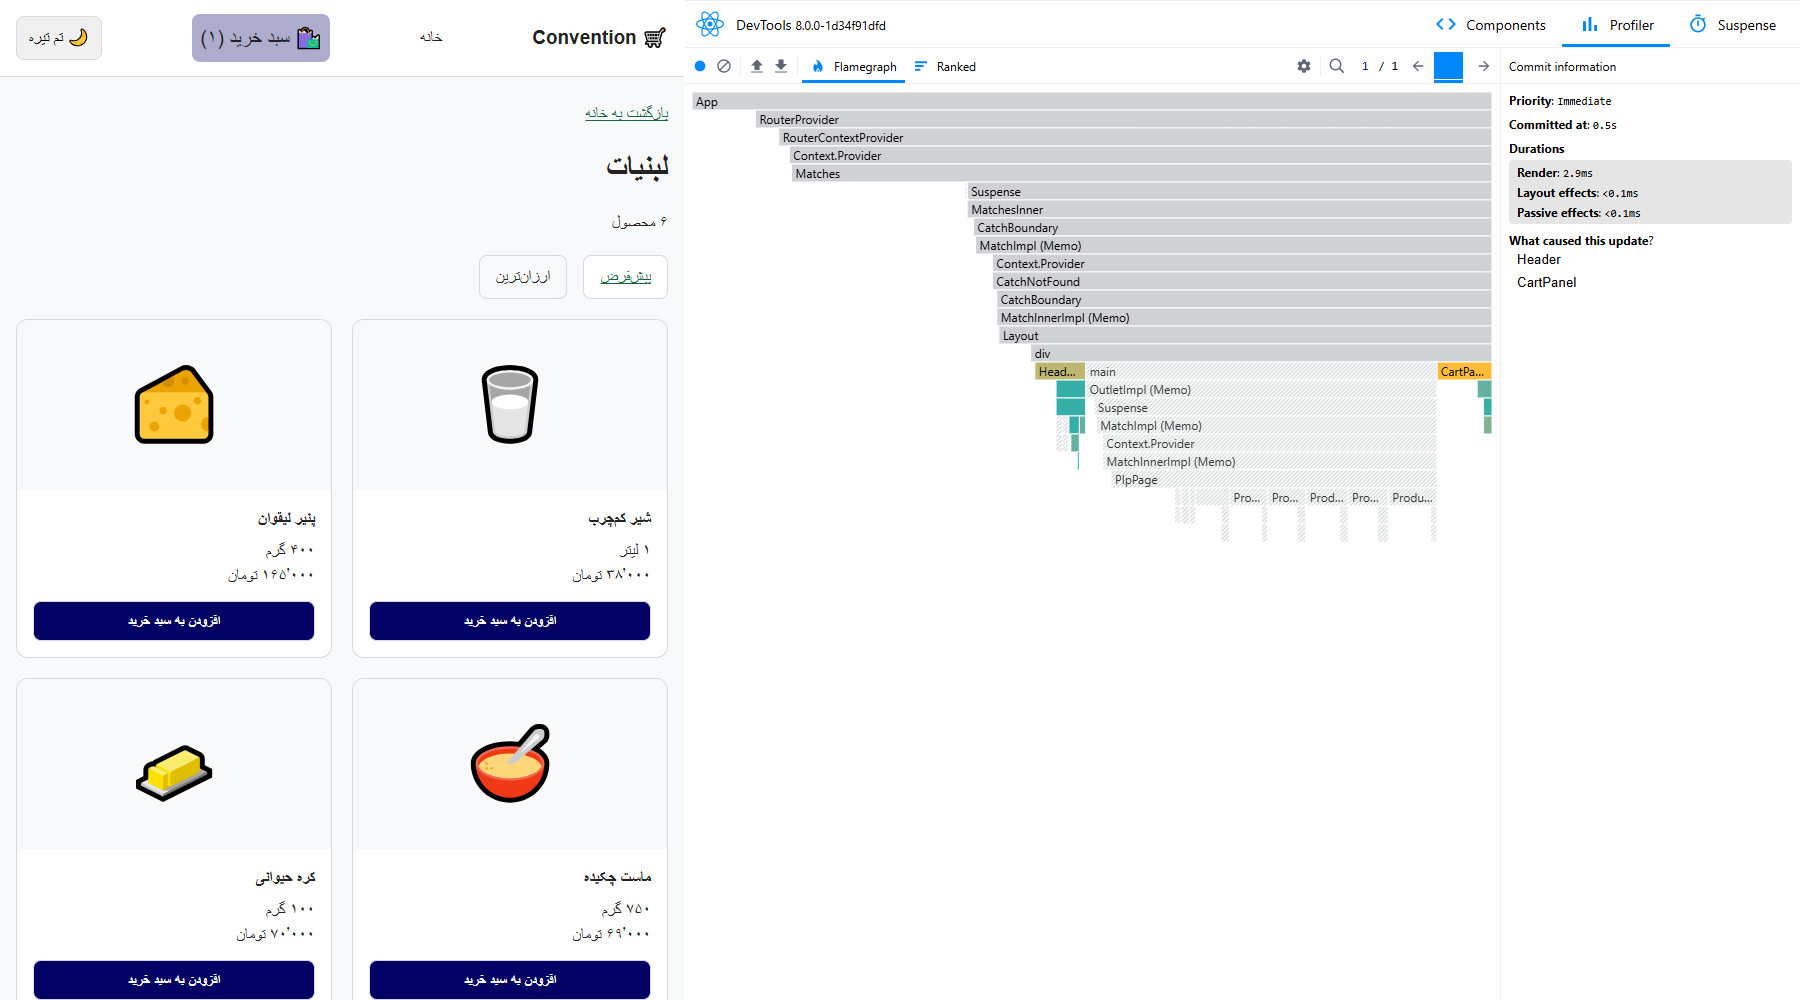 Convention
خانه
سبد خرید (۱)
تم تیره
بازگشت به خانه
لبنیات
۶ محصول
پیش‌فرض
ارزان‌ترین
شیر کم‌چرب
۱ لیتر
۳۸٬۰۰۰ تومان
افزودن به سبد خرید
پنیر لیقوان
۴۰۰ گرم
۱۶۵٬۰۰۰ تومان
افزودن به سبد خرید
ماست چکیده
۷۵۰ گرم
۶۹٬۰۰۰ تومان
افزودن به سبد خرید
کره حیوانی
۱۰۰ گرم
۷۰٬۰۰۰ تومان
افزودن به سبد خرید
DevTools 8.0.0-1d34f91dfd
Components
Profiler
Suspense
Flamegraph
Ranked
1 / 1
App
RouterProvider
RouterContextProvider
Context.Provider
Matches
Suspense
MatchesInner
CatchBoundary
MatchImpl (Memo)
Context.Provider
CatchNotFound
CatchBoundary
MatchInnerImpl (Memo)
Layout
div
Head... main CartPa...
OutletImpl (Memo)
Suspense
MatchImpl (Memo)
Context.Provider
MatchInnerImpl (Memo)
PlpPage
Pro... Pro... Prod... Pro... Produ...
Commit information
Priority: Immediate
Committed at: 0.5s
Durations
Render: 2.9ms
Layout effects: <0.1ms
Passive effects: <0.1ms
What caused this update?
Header
CartPanel